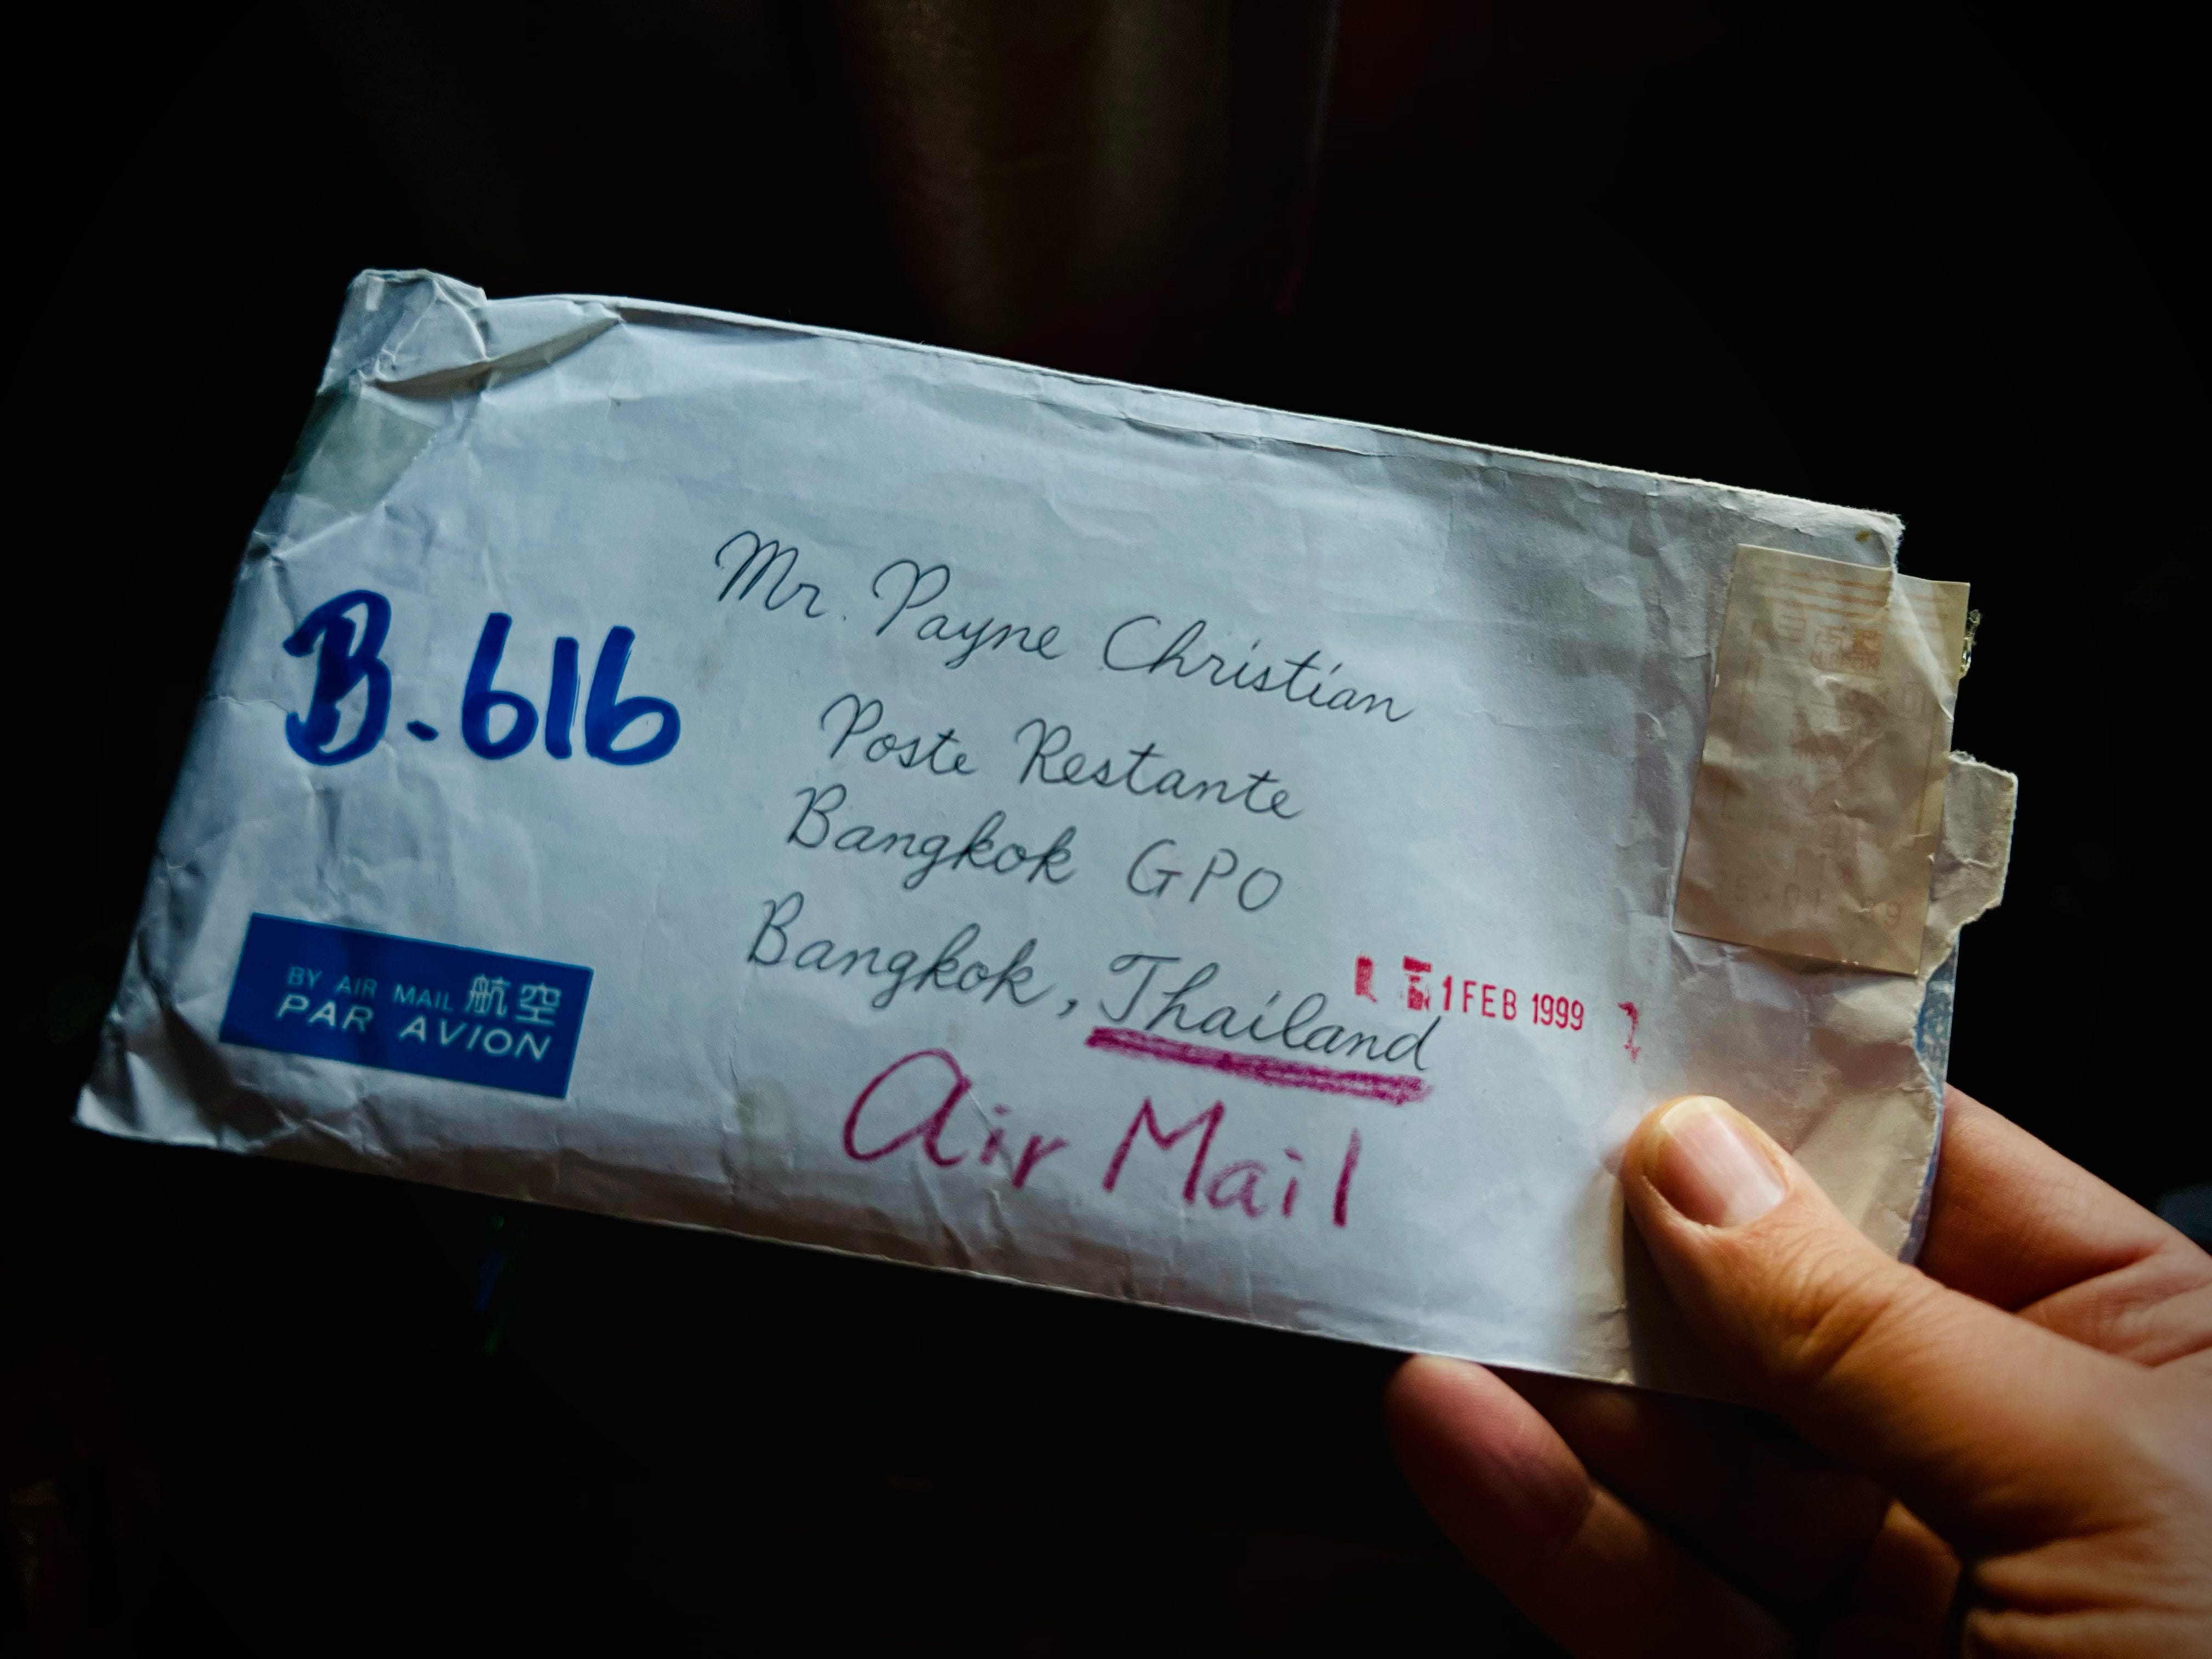 Mr. Payne Christian
B.616
Poste Restante
Bangkok GPO
Bangkok, Thailand
1 FEB 1999
BY AIR MAIL 航空
PAR AVION
Air Mail